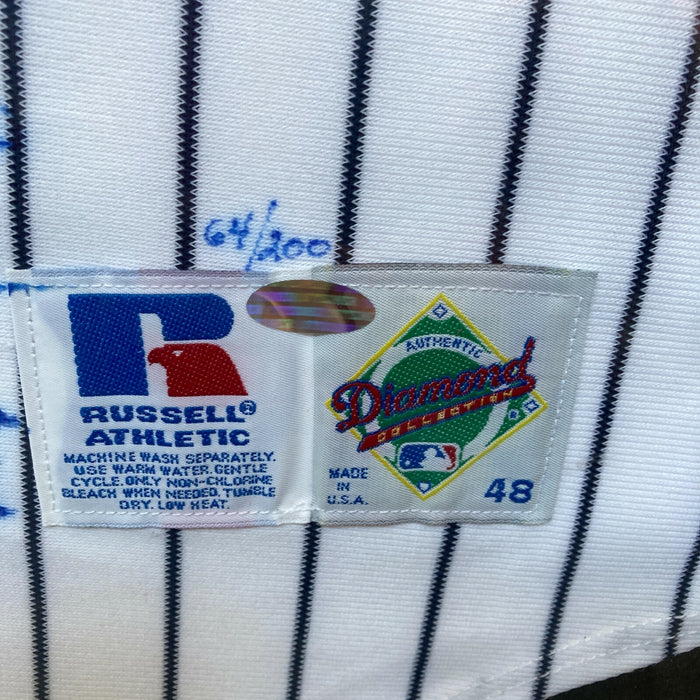 64/200
RUSSELL®
ATHLETIC
MACHINE WASH SEPARATELY.
USE WARM WATER. GENTLE
CYCLE. ONLY NON-CHLORINE
BLEACH WHEN NEEDED. TUMBLE
DRY. LOW HEAT.
AUTHENTIC
Diamond
COLLECTION ®
MADE
IN
U.S.A.
48